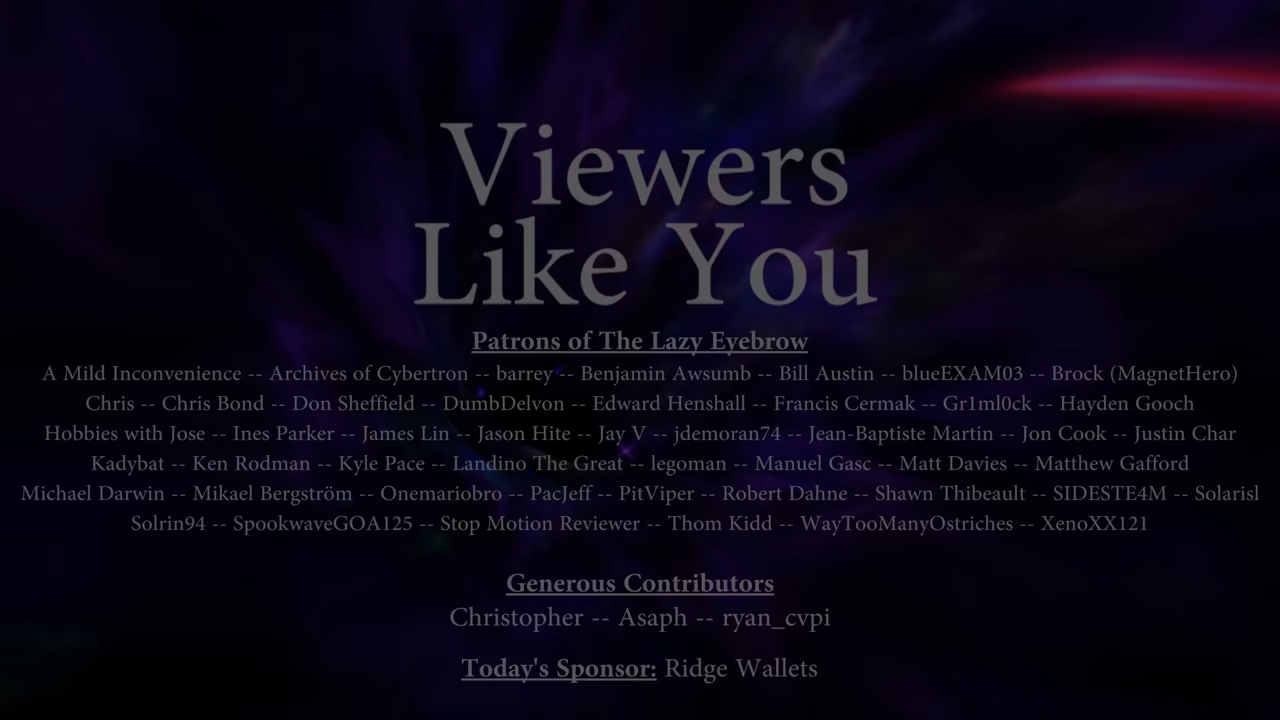 Viewers
Like You
Patrons of The Lazy Eyebrow
A Mild Inconvenience -- Archives of Cybertron -- barrey -- Benjamin Awsumb -- Bill Austin -- blueEXAM03 -- Brock (MagnetHero)
Chris -- Chris Bond -- Don Sheffield -- DumbDelvon -- Edward Henshall -- Francis Cermak -- Gr1ml0ck -- Hayden Gooch
Hobbies with Jose -- Ines Parker -- James Lin -- Jason Hite -- Jay V -- jdemoran74 -- Jean-Baptiste Martin -- Jon Cook -- Justin Char
Kadybat -- Ken Rodman -- Kyle Pace -- Landino The Great -- legoman -- Manuel Gasc -- Matt Davies -- Matthew Gafford
Michael Darwin -- Mikael Bergström -- Onemariobro -- PacJeff -- PitViper -- Robert Dahne -- Shawn Thibeault -- SIDESTE4M -- Solarisl
Solrin94 -- SpookwaveGOA125 -- Stop Motion Reviewer -- Thom Kidd -- WayTooManyOstriches -- XenoXX121
Generous Contributors
Christopher -- Asaph -- ryan_cvpi
Today's Sponsor: Ridge Wallets